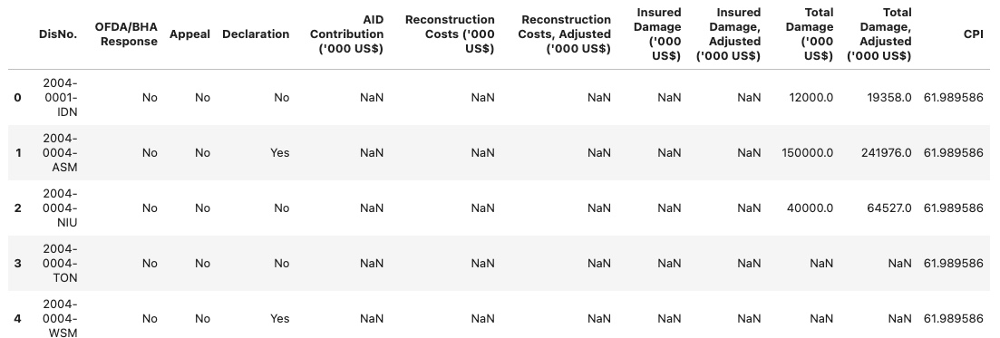 DisNo. OFDA/BHA Response Appeal Declaration AID Contribution ('000 US$) Reconstruction Costs ('000 US$) Reconstruction Costs, Adjusted ('000 US$) Insured Damage ('000 US$) Insured Damage, Adjusted ('000 US$) Total Damage ('000 US$) Total Damage, Adjusted ('000 US$) CPI
0 2004-0001-IDN No No No NaN NaN NaN NaN NaN 12000.0 19358.0 61.989586
1 2004-0004-ASM No No Yes NaN NaN NaN NaN NaN 150000.0 241976.0 61.989586
2 2004-0004-NIU No No No NaN NaN NaN NaN NaN 40000.0 64527.0 61.989586
3 2004-0004-TON No No No NaN NaN NaN NaN NaN NaN NaN 61.989586
4 2004-0004-WSM No No Yes NaN NaN NaN NaN NaN NaN NaN 61.989586